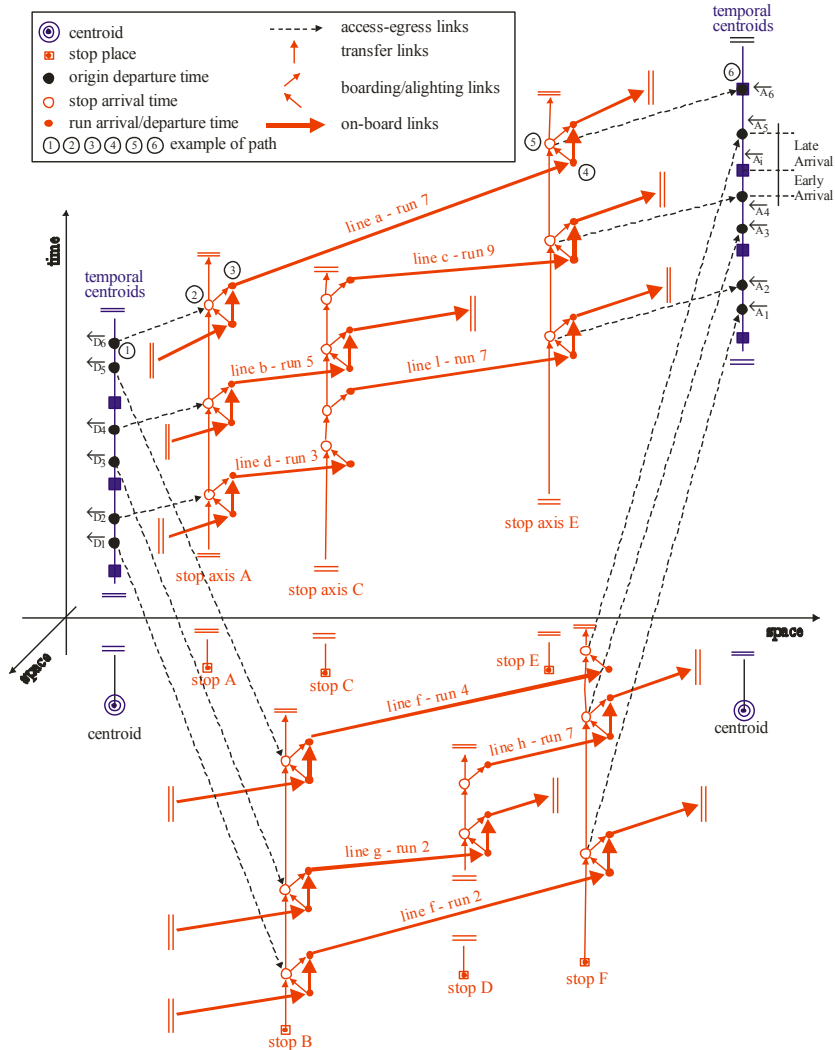 centroid
stop place
origin departure time
stop arrival time
run arrival/departure time
① ② ③ ④ ⑤ ⑥ example of path
access-egress links
transfer links
boarding/alighting links
on-board links
temporal
centroids
6
A6
A5
Ai
A4
A3
A2
A1
Late
Arrival
Early
Arrival
time
temporal
centroids
D6
1
D5
D4
D3
D2
D1
2
3
5
4
line a - run 7
line c - run 9
line b - run 5
line l - run 7
line d - run 3
stop axis A
stop axis C
stop axis E
space
space
stop A
stop C
stop E
centroid
centroid
line f - run 4
line h - run 7
line g - run 2
line f - run 2
stop B
stop D
stop F